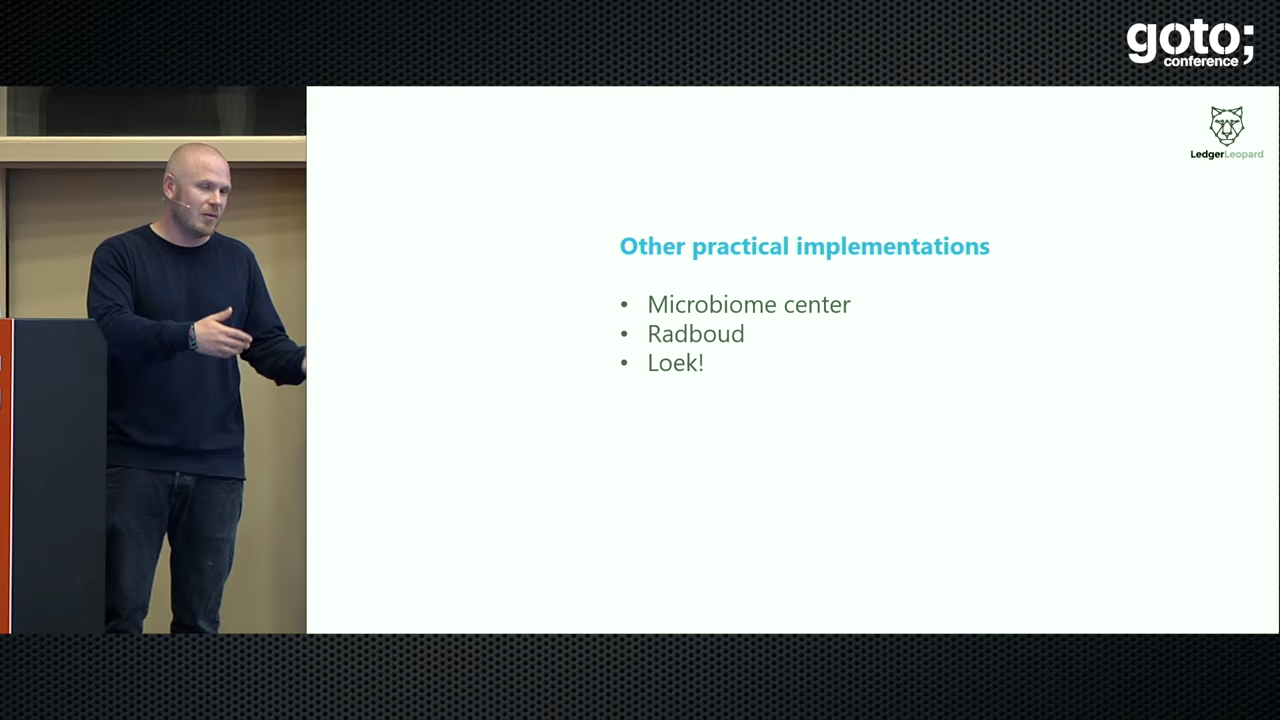 goto;
conference
LedgerLeopard
Other practical implementations
• Microbiome center
• Radboud
• Loek!